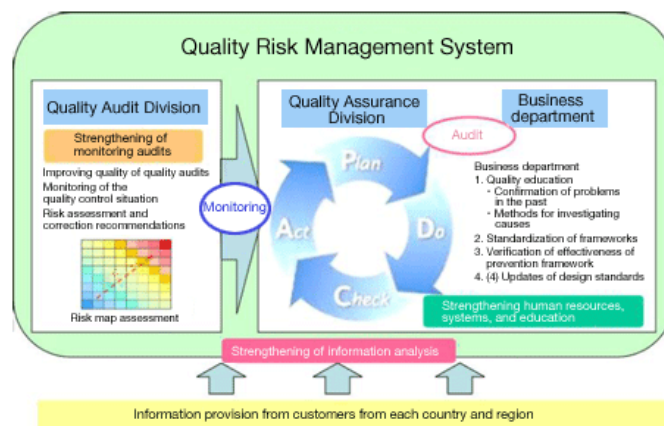 Quality Risk Management System
Quality Audit Division
Strengthening of
monitoring audits
Improving quality of quality audits
Monitoring of the
quality control situation
Risk assessment and
correction recommendations
Risk map assessment
Monitoring
Quality Assurance
Division
Business
department
Audit
Plan
Do
Check
Act
Business department
1. Quality education
・Confirmation of problems
in the past
・Methods for investigating
causes
2. Standardization of frameworks
3. Verification of effectiveness of
prevention framework
4. (4) Updates of design standards
Strengthening human resources,
systems, and education
Strengthening of information analysis
Information provision from customers from each country and region